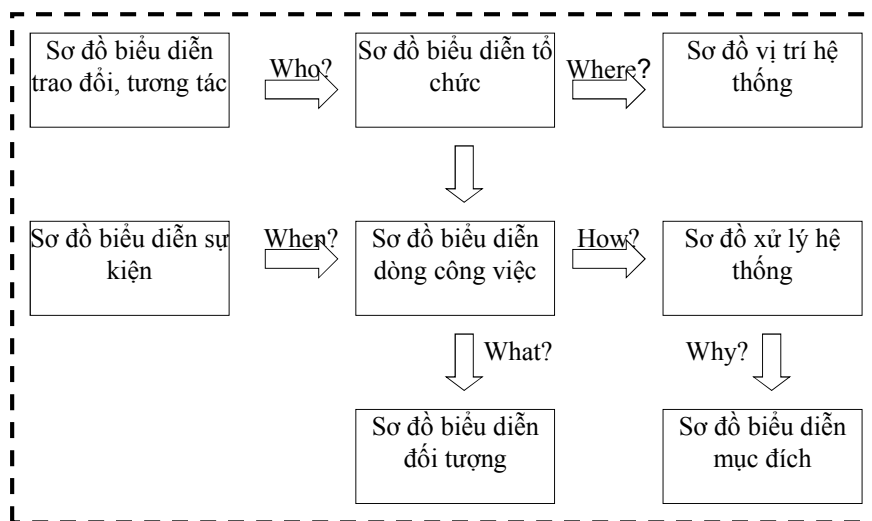 Sơ đồ biểu diễn
trao đổi, tương tác
Who?
Sơ đồ biểu diễn tổ
chức
Where?
Sơ đồ vị trí hệ
thống
Sơ đồ biểu diễn sự
kiện
When?
Sơ đồ biểu diễn
dòng công việc
How?
Sơ đồ xử lý hệ
thống
What?
Why?
Sơ đồ biểu diễn
đối tượng
Sơ đồ biểu diễn
mục đích